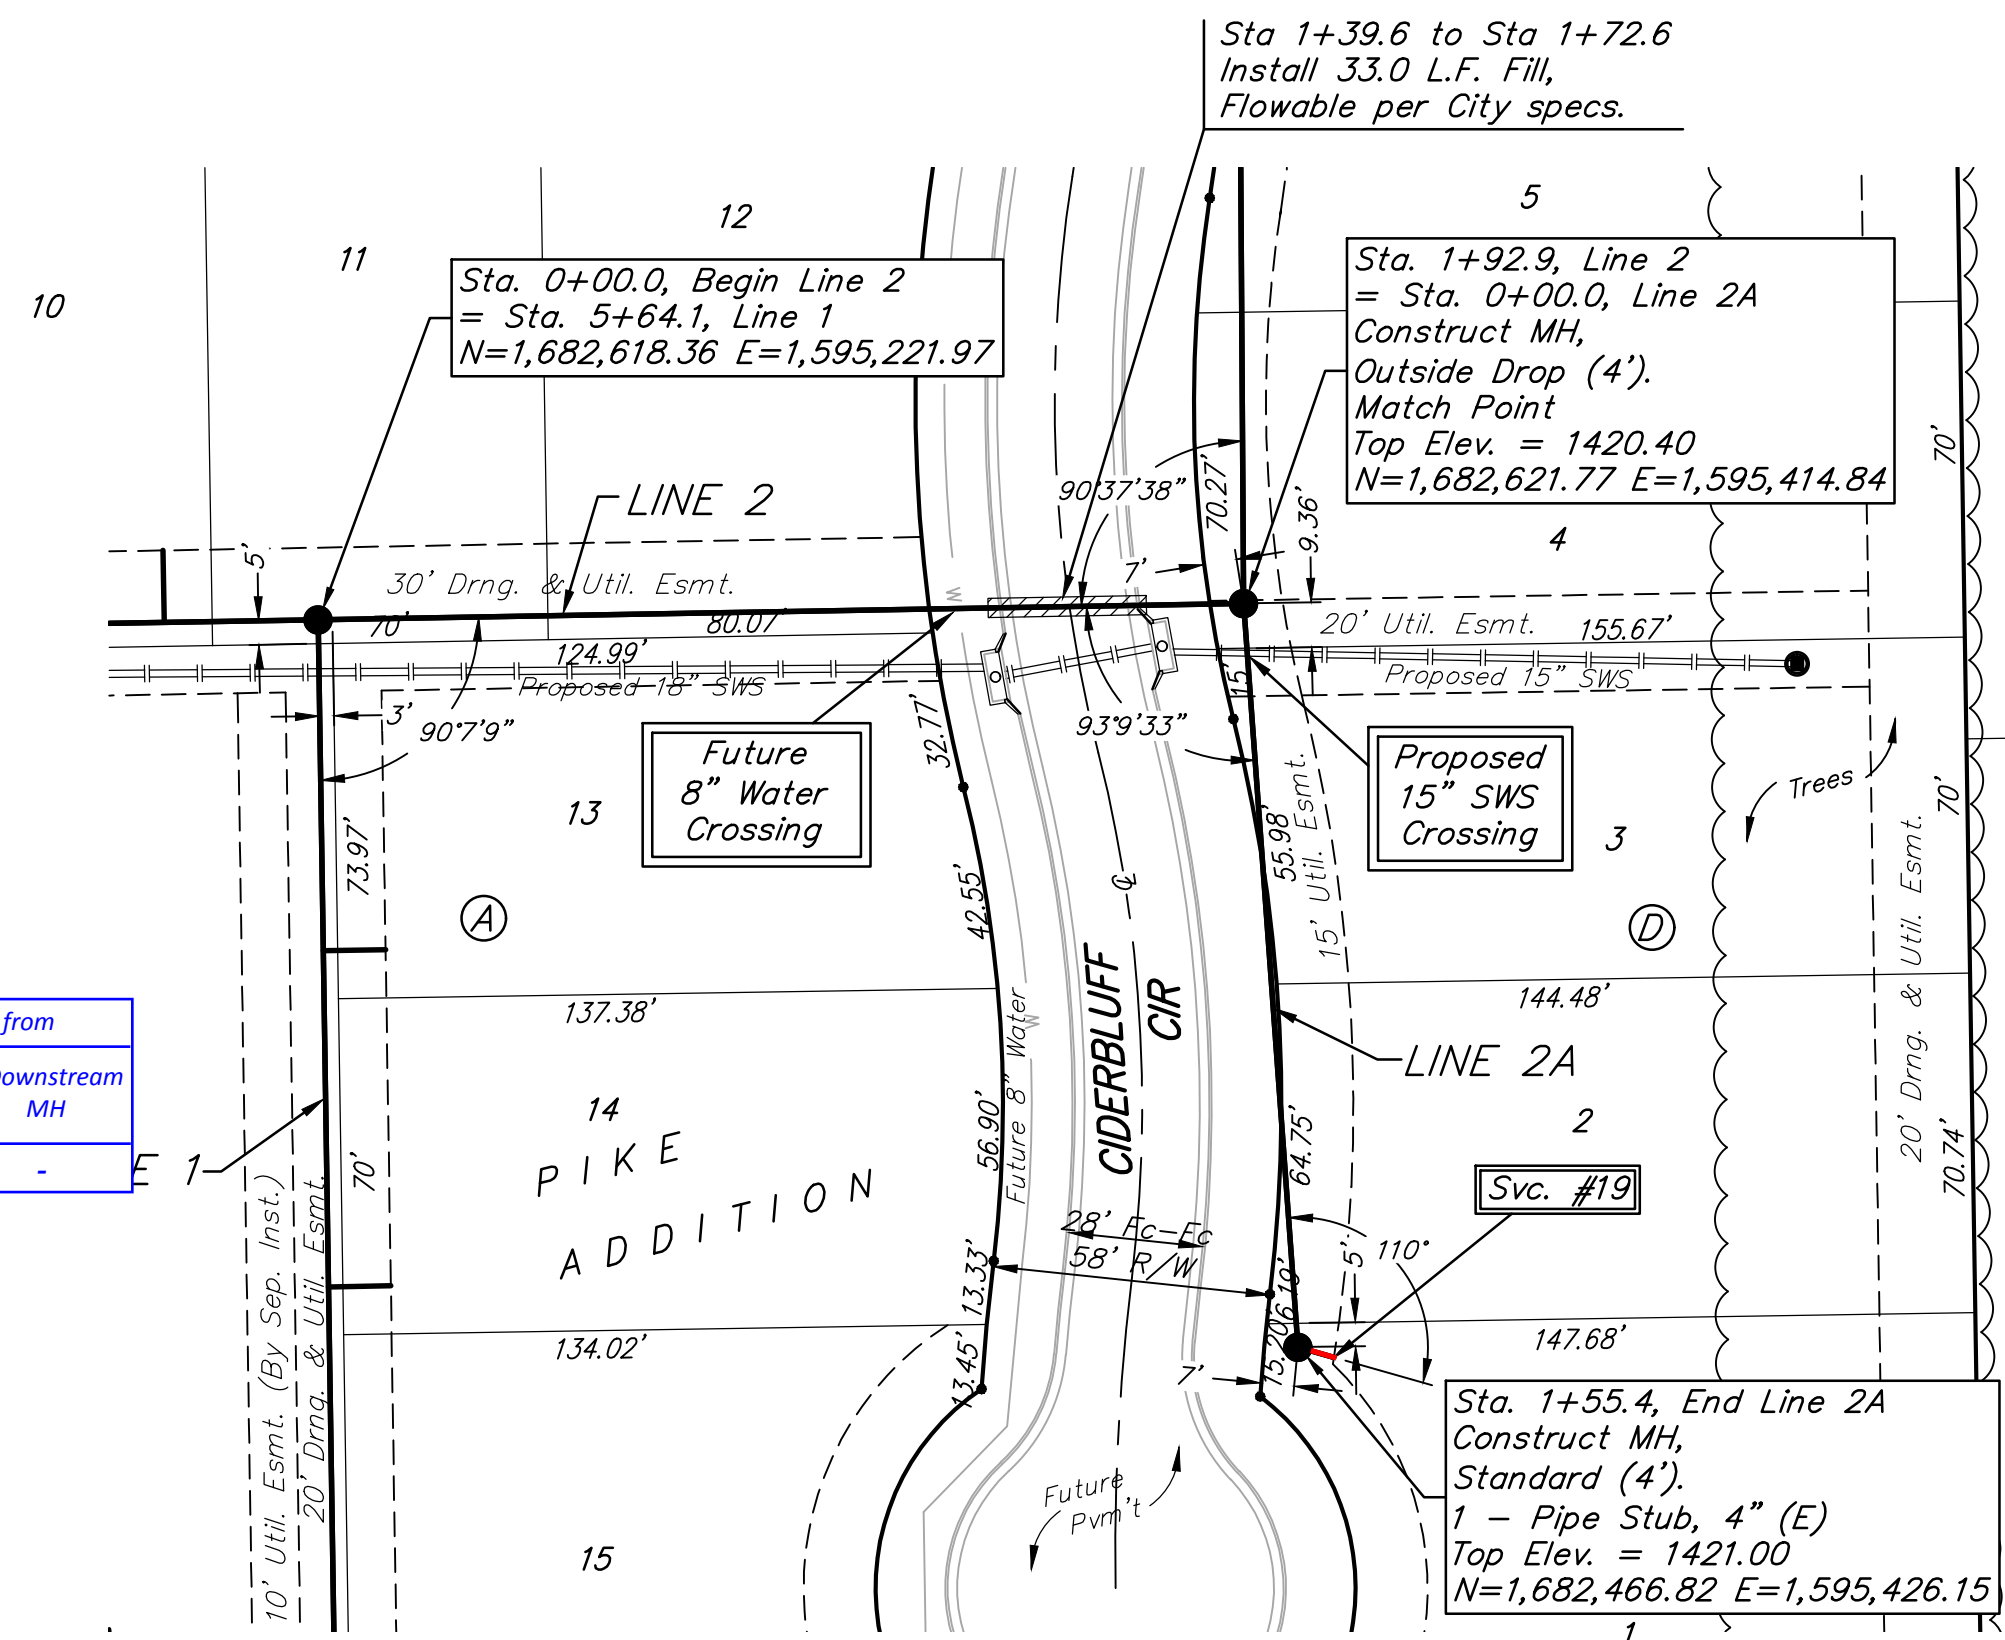 Sta 1+39.6 to Sta 1+72.6
Install 33.0 L.F. Fill,
Flowable per City specs.
10
11
12
5
Sta. 0+00.0, Begin Line 2
= Sta. 5+64.1, Line 1
N=1,682,618.36 E=1,595,221.97
Sta. 1+92.9, Line 2
= Sta. 0+00.0, Line 2A
Construct MH,
Outside Drop (4').
Match Point
Top Elev. = 1420.40
N=1,682,621.77 E=1,595,414.84
70'
LINE 2
90°37'38"
70.27'
9.36'
4
5'
30' Drng. & Util. Esmt.
7'
70'
80.07'
20' Util. Esmt.
155.67'
124.99'
Proposed 18" SWS
15'
Proposed 15" SWS
3'
90°7'9"
32.77'
93°9'33"
Future
8" Water
Crossing
Proposed
15" SWS
Crossing
Trees
70'
13
3
73.97'
55.98'
15' Util. Esmt.
42.55'
℄
A
D
20' Drng. & Util. Esmt.
137.38'
144.48'
Future 8" Water
W
W
CIDERBLUFF
CIR
from
Downstream
MH
-
E 1
LINE 2A
14
2
PIKE
ADDITION
56.90'
64.75'
70'
70.74'
Svc. #19
10' Util. Esmt. (By Sep. Inst.)
20' Drng. & Util. Esmt.
28' Fc-Fc
58' R/W
110°
5'
13.33'
6.19'
134.02'
147.68'
13.45'
15.20'
7'
Sta. 1+55.4, End Line 2A
Construct MH,
Standard (4').
1 - Pipe Stub, 4" (E)
Top Elev. = 1421.00
N=1,682,466.82 E=1,595,426.15
Future
Pvm't
15
1